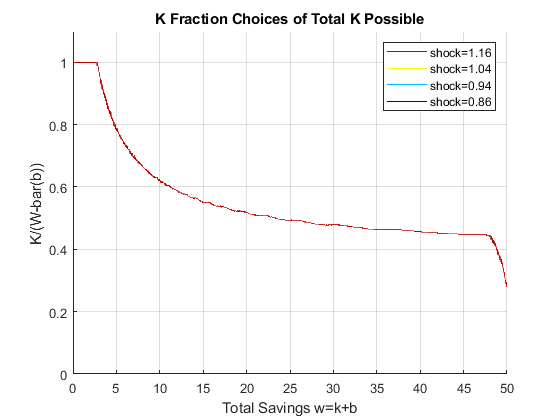 K Fraction Choices of Total K Possible
shock=1.16
shock=1.04
shock=0.94
shock=0.86
K/(W-bar(b))
1
0.8
0.6
0.4
0.2
0
0 5 10 15 20 25 30 35 40 45 50
Total Savings w=k+b